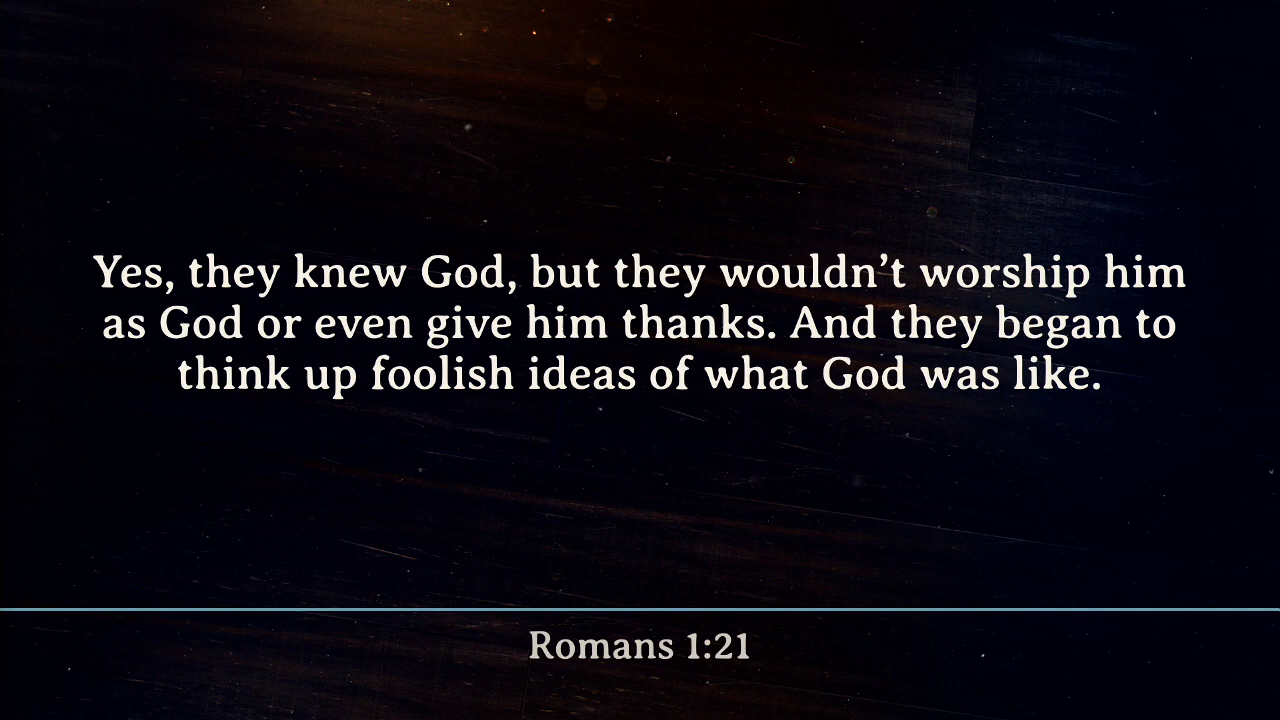 Yes, they knew God, but they wouldn’t worship him
as God or even give him thanks. And they began to
think up foolish ideas of what God was like.
Romans 1:21